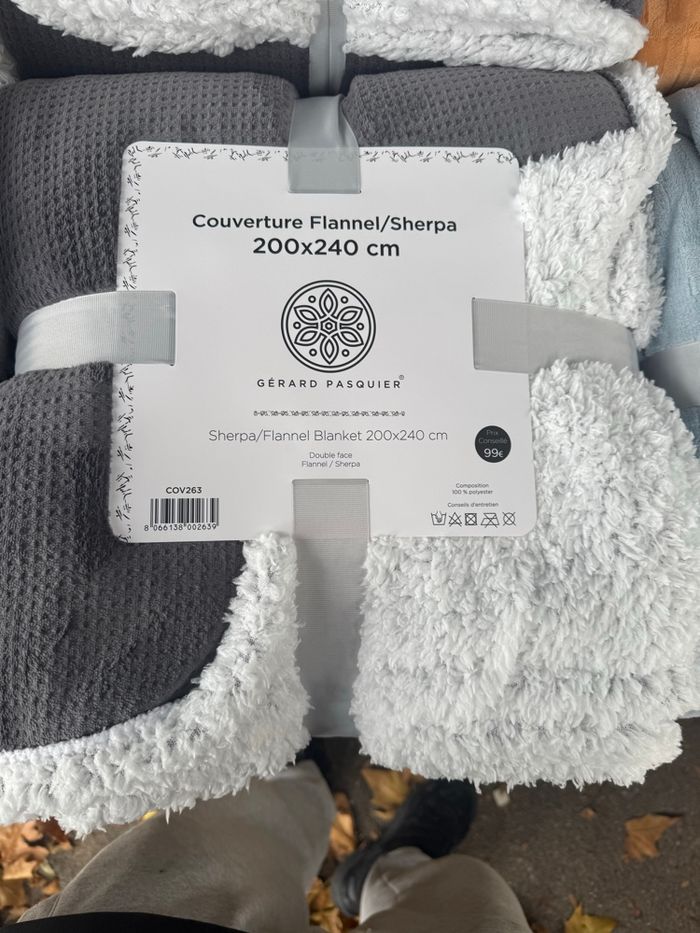 Couverture Flannel/Sherpa
200x240 cm
GÉRARD PASQUIER®
Sherpa/Flannel Blanket 200x240 cm
Double face
Flannel / Sherpa
Prix
Conseillé
99€
COV263
8 066138 002639
Composition
100 % polyester
Conseils d'entretien